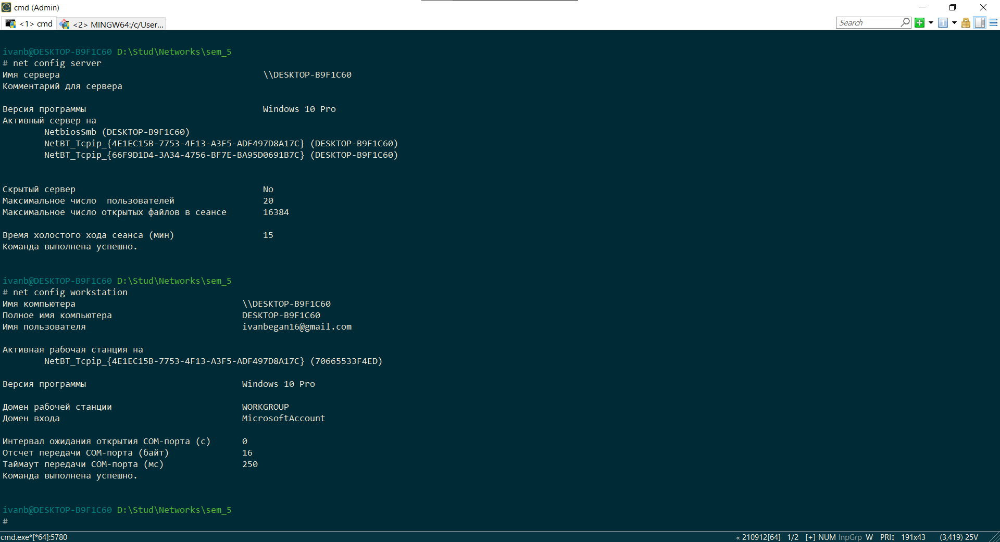 cmd (Admin)
<1> cmd
<2> MINGW64:/c/User...
Search
ivanb@DESKTOP-B9F1C60 D:\Stud\Networks\sem_5
# net config server
Имя сервера \\DESKTOP-B9F1C60
Комментарий для сервера
Версия программы Windows 10 Pro
Активный сервер на
NetbiosSmb (DESKTOP-B9F1C60)
NetBT_Tcpip_{4E1EC15B-7753-4F13-A3F5-ADF497D8A17C} (DESKTOP-B9F1C60)
NetBT_Tcpip_{66F9D1D4-3A34-4756-BF7E-BA95D0691B7C} (DESKTOP-B9F1C60)
Скрытый сервер No
Максимальное число  пользователей 20
Максимальное число открытых файлов в сеансе 16384
Время холостого хода сеанса (мин) 15
Команда выполнена успешно.
ivanb@DESKTOP-B9F1C60 D:\Stud\Networks\sem_5
# net config workstation
Имя компьютера \\DESKTOP-B9F1C60
Полное имя компьютера DESKTOP-B9F1C60
Имя пользователя ivanbegan16@gmail.com
Активная рабочая станция на
NetBT_Tcpip_{4E1EC15B-7753-4F13-A3F5-ADF497D8A17C} (70665533F4ED)
Версия программы Windows 10 Pro
Домен рабочей станции WORKGROUP
Домен входа MicrosoftAccount
Интервал ожидания открытия COM-порта (с) 0
Отсчет передачи COM-порта (байт) 16
Таймаут передачи COM-порта (мс) 250
Команда выполнена успешно.
ivanb@DESKTOP-B9F1C60 D:\Stud\Networks\sem_5
#
cmd.exe*[*64]:5780 « 210912[64] 1/2 [+] NUM InpGrp W PRI↕ 191x43 (3,419) 25V